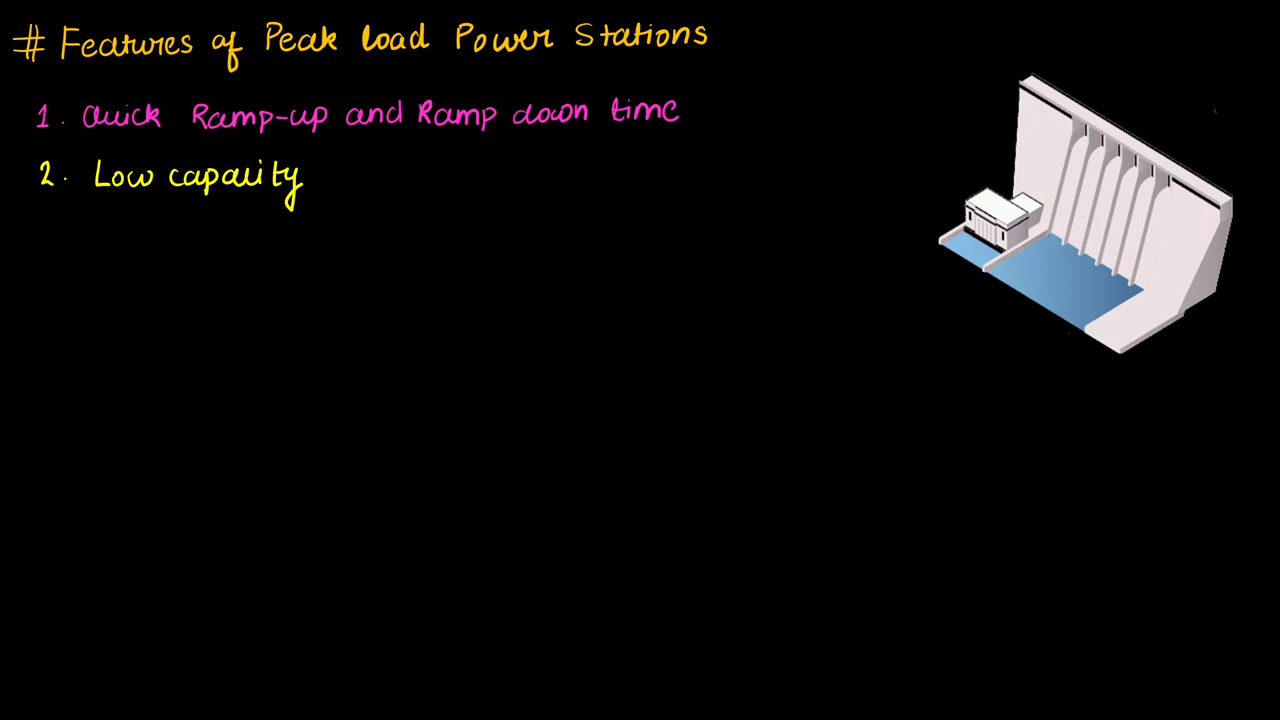 # Features of Peak load Power Stations
1. Quick Ramp-up and Ramp down time
2. Low capacity